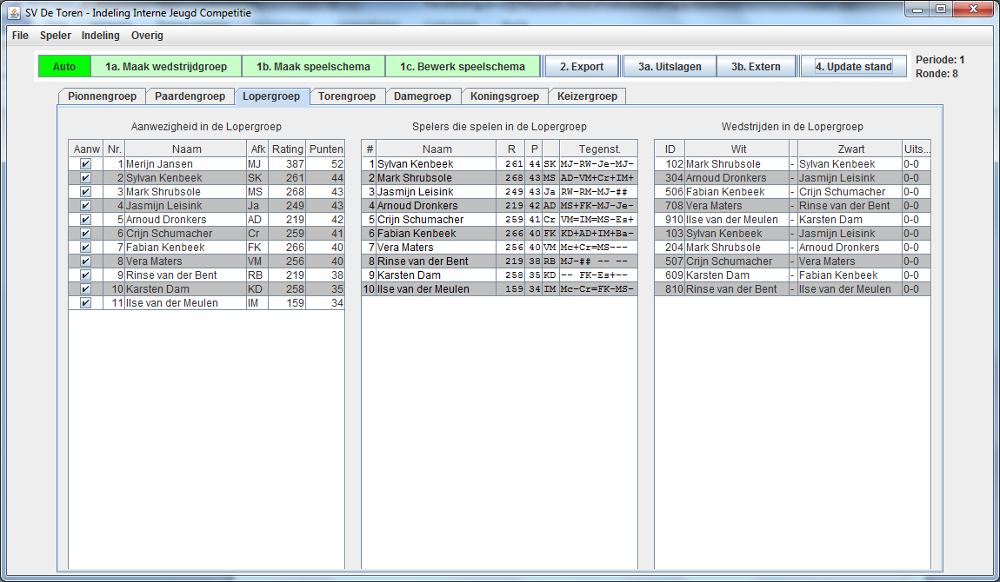 SV De Toren - Indeling Interne Jeugd Competitie
File Speler Indeling Overig
Auto 1a. Maak wedstrijdgroep 1b. Maak speelschema 1c. Bewerk speelschema 2. Export 3a. Uitslagen 3b. Extern 4. Update stand Periode: 1
Ronde: 8
Pionnengroep Paardengroep Lopergroep Torengroep Damegroep Koningsgroep Keizergroep
Aanwezigheid in de Lopergroep
Aanw Nr. Naam Afk Rating Punten
1 Merijn Jansen MJ 387 52
2 Sylvan Kenbeek SK 261 44
3 Mark Shrubsole MS 268 43
4 Jasmijn Leisink Ja 249 43
5 Arnoud Dronkers AD 219 42
6 Crijn Schumacher Cr 259 41
7 Fabian Kenbeek FK 266 40
8 Vera Maters VM 256 40
9 Rinse van der Bent RB 219 38
10 Karsten Dam KD 258 35
11 Ilse van der Meulen IM 159 34
Spelers die spelen in de Lopergroep
# Naam R P Tegenst.
1 Sylvan Kenbeek 261 44 SK MJ-RW-Je-MJ-
2 Mark Shrubsole 268 43 MS AD-VM+Cr+IM+
3 Jasmijn Leisink 249 43 Ja RW-RM-MJ-##
4 Arnoud Dronkers 219 42 AD MS+FK-MJ-Je-
5 Crijn Schumacher 259 41 Cr VM=IM=MS-Es+
6 Fabian Kenbeek 266 40 FK KD+AD+IM+Ba-
7 Vera Maters 256 40 VM Mc+Cr=MS---
8 Rinse van der Bent 219 38 RB MJ-## -- --
9 Karsten Dam 258 35 KD -- FK-Es+--
10 Ilse van der Meulen 159 34 IM Mc-Cr=FK-MS-
Wedstrijden in de Lopergroep
ID Wit Zwart Uits...
102 Mark Shrubsole - Sylvan Kenbeek 0-0
304 Arnoud Dronkers - Jasmijn Leisink 0-0
506 Fabian Kenbeek - Crijn Schumacher 0-0
708 Vera Maters - Rinse van der Bent 0-0
910 Ilse van der Meulen - Karsten Dam 0-0
103 Sylvan Kenbeek - Jasmijn Leisink 0-0
204 Mark Shrubsole - Arnoud Dronkers 0-0
507 Crijn Schumacher - Vera Maters 0-0
609 Karsten Dam - Fabian Kenbeek 0-0
810 Rinse van der Bent - Ilse van der Meulen 0-0